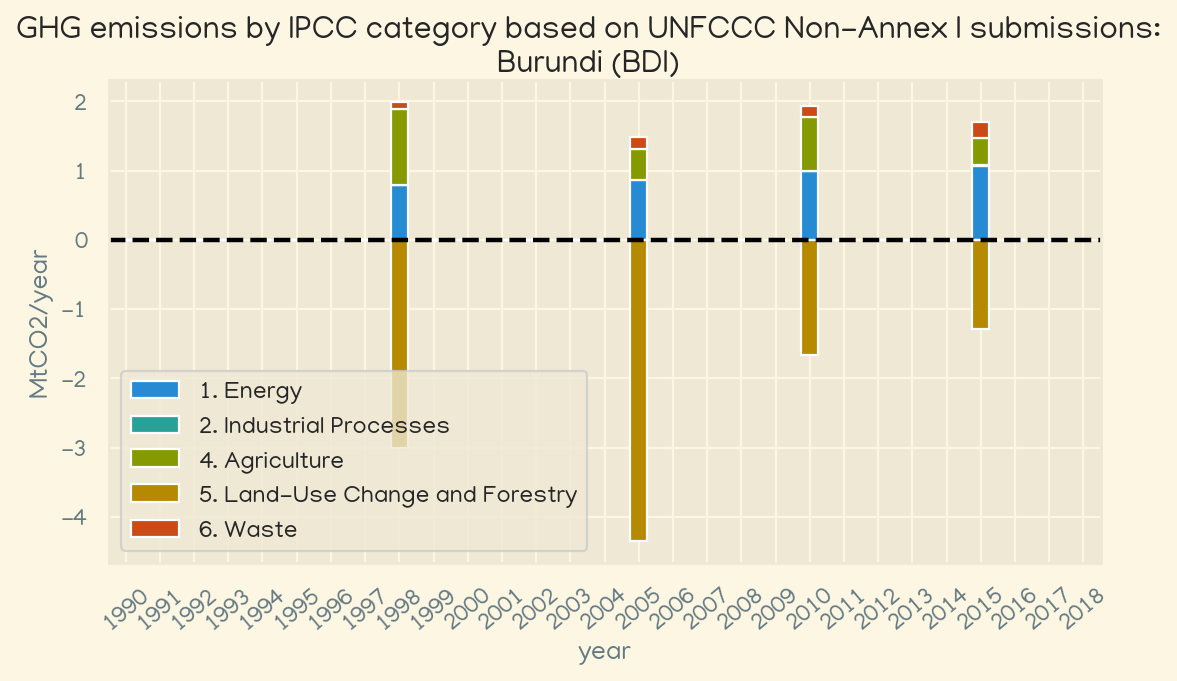 GHG emissions by IPCC category based on UNFCCC Non-Annex I submissions:
Burundi (BDI)
2
1
0
-1
-2
-3
-4
MtCO2/year
1. Energy
2. Industrial Processes
4. Agriculture
5. Land-Use Change and Forestry
6. Waste
1990 1991 1992 1993 1994 1995 1996 1997 1998 1999 2000 2001 2002 2003 2004 2005 2006 2007 2008 2009 2010 2011 2012 2013 2014 2015 2016 2017 2018
year